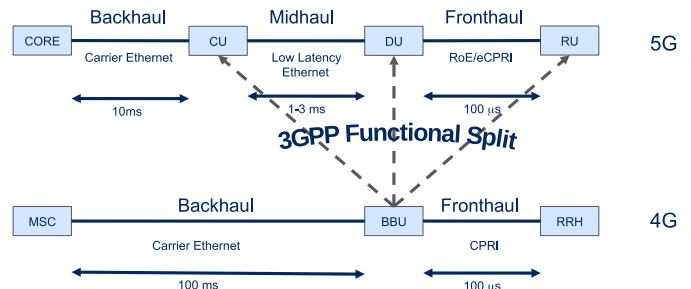 Backhaul Midhaul Fronthaul
CORE CU DU RU 5G
Carrier Ethernet Low Latency RoE/eCPRI
Ethernet
10ms 1-3 ms 100 µs
3GPP Functional Split
Backhaul Fronthaul
MSC BBU RRH 4G
Carrier Ethernet CPRI
100 ms 100 µs